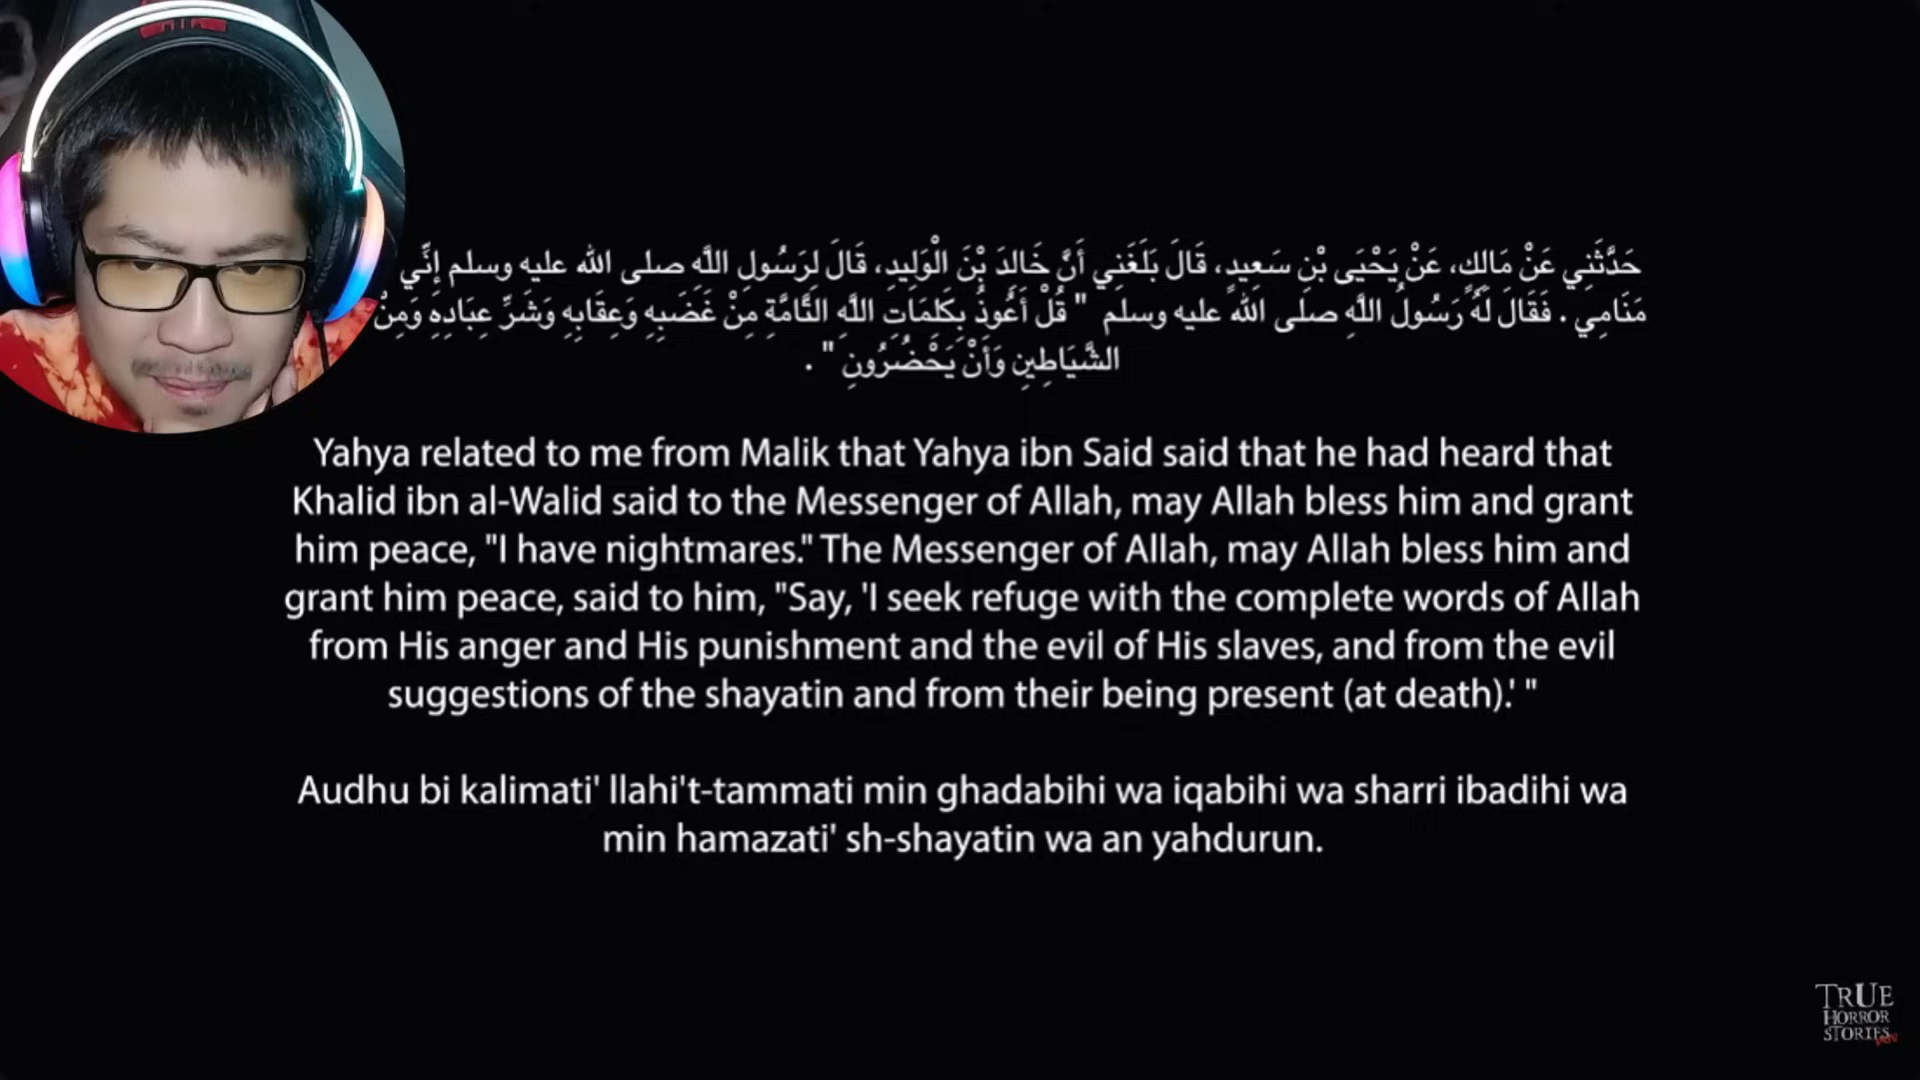 حَدَّثَنِي عَنْ مَالِكٍ، عَنْ يَحْيَى بْنِ سَعِيدٍ، قَالَ بَلَغَنِي أَنَّ خَالِدَ بْنَ الْوَلِيدِ، قَالَ لِرَسُولِ اللَّهِ صلى الله عليه وسلم إِنِّي
مَنَامِي . فَقَالَ لَهُ رَسُولُ اللَّهِ صلى الله عليه وسلم " قُلْ أَعُوذُ بِكَلِمَاتِ اللَّهِ التَّامَّةِ مِنْ غَضَبِهِ وَعِقَابِهِ وَشَرِّ عِبَادِهِ وَمِنْ
الشَّيَاطِينِ وَأَنْ يَحْضُرُونِ " .
Yahya related to me from Malik that Yahya ibn Said said that he had heard that
Khalid ibn al-Walid said to the Messenger of Allah, may Allah bless him and grant
him peace, "I have nightmares." The Messenger of Allah, may Allah bless him and
grant him peace, said to him, "Say, 'I seek refuge with the complete words of Allah
from His anger and His punishment and the evil of His slaves, and from the evil
suggestions of the shayatin and from their being present (at death).' "
Audhu bi kalimati' llahi't-tammati min ghadabihi wa iqabihi wa sharri ibadihi wa
min hamazati' sh-shayatin wa an yahdurun.
TRUE
HORROR
STORIES